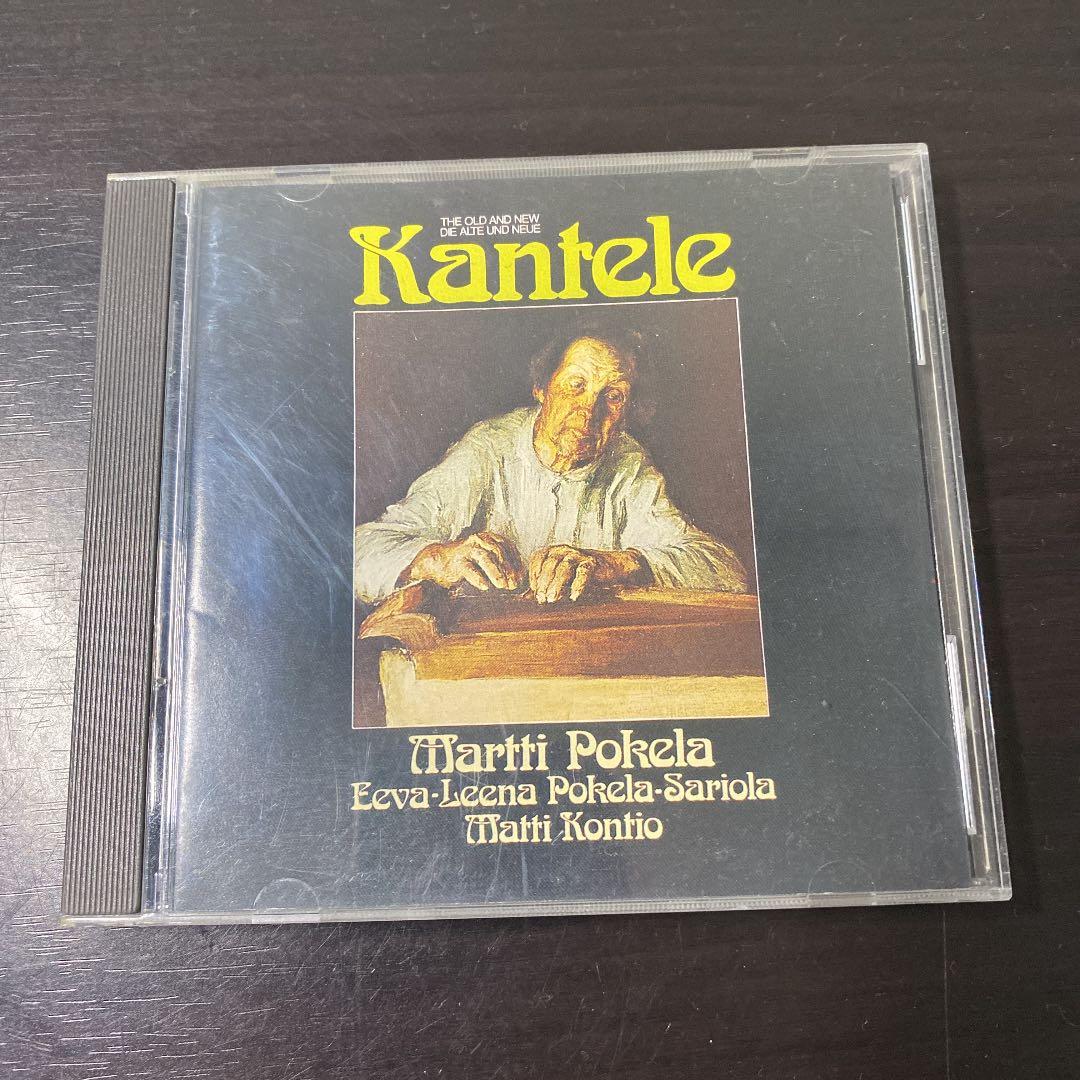 THE OLD AND NEW
DIE ALTE UND NEUE
Kantele
Martti Pokela
Eeva-Leena Pokela-Sariola
Matti Kontio